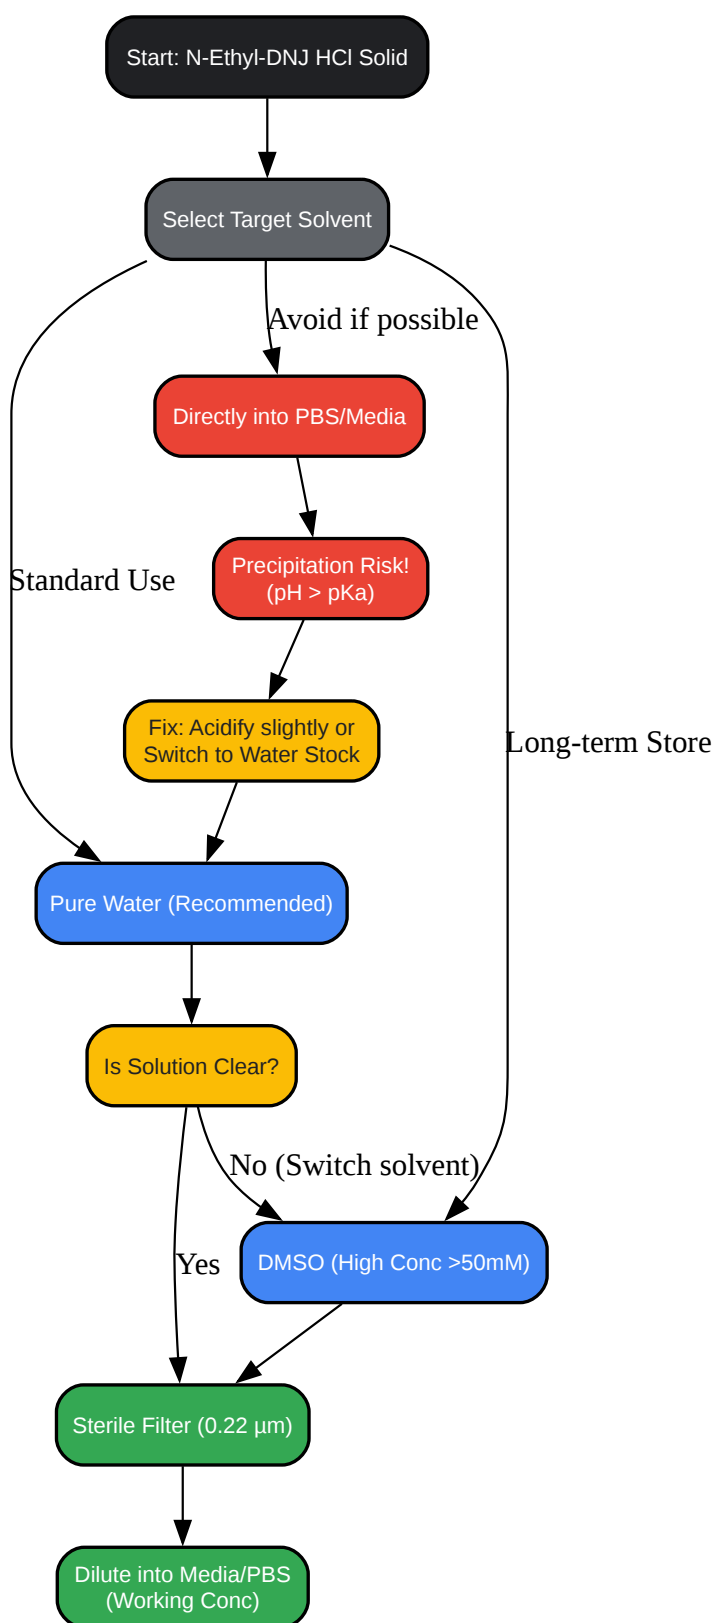 Start: N-Ethyl-DNJ HCl Solid
Select Target Solvent
Avoid if possible
Directly into PBS/Media
Precipitation Risk!
(pH > pKa)
Standard Use
Fix: Acidify slightly or
Switch to Water Stock
Long-term Store
Pure Water (Recommended)
Is Solution Clear?
No (Switch solvent)
Yes
DMSO (High Conc >50mM)
Sterile Filter (0.22 µm)
Dilute into Media/PBS
(Working Conc)